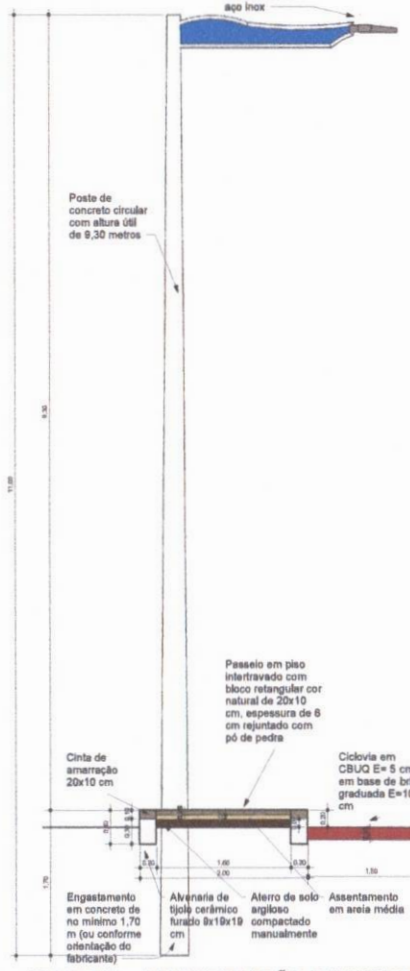 aço inox
Poste de
concreto circular
com altura útil
de 9,30 metros
9,30
11,00
Passeio em piso
intertravado com
bloco retangular cor
natural de 20x10
cm, espessura de 6
cm rejuntado com
pó de pedra
Cinta de
amarração
20x10 cm
Ciclovia em
CBUQ E= 5 cm
em base de bri
graduada E=10
cm
0,20
1,60
0,20
2,00
1,50
1,70
Engastamento
em concreto de
no minimo 1,70
m (ou conforme
orientação do
fabricante)
Alvenaria de
tijolo cerâmico
furado 9x19x19
cm
Aterro de solo
argiloso
compactado
manualmente
Assentamento
em areia média